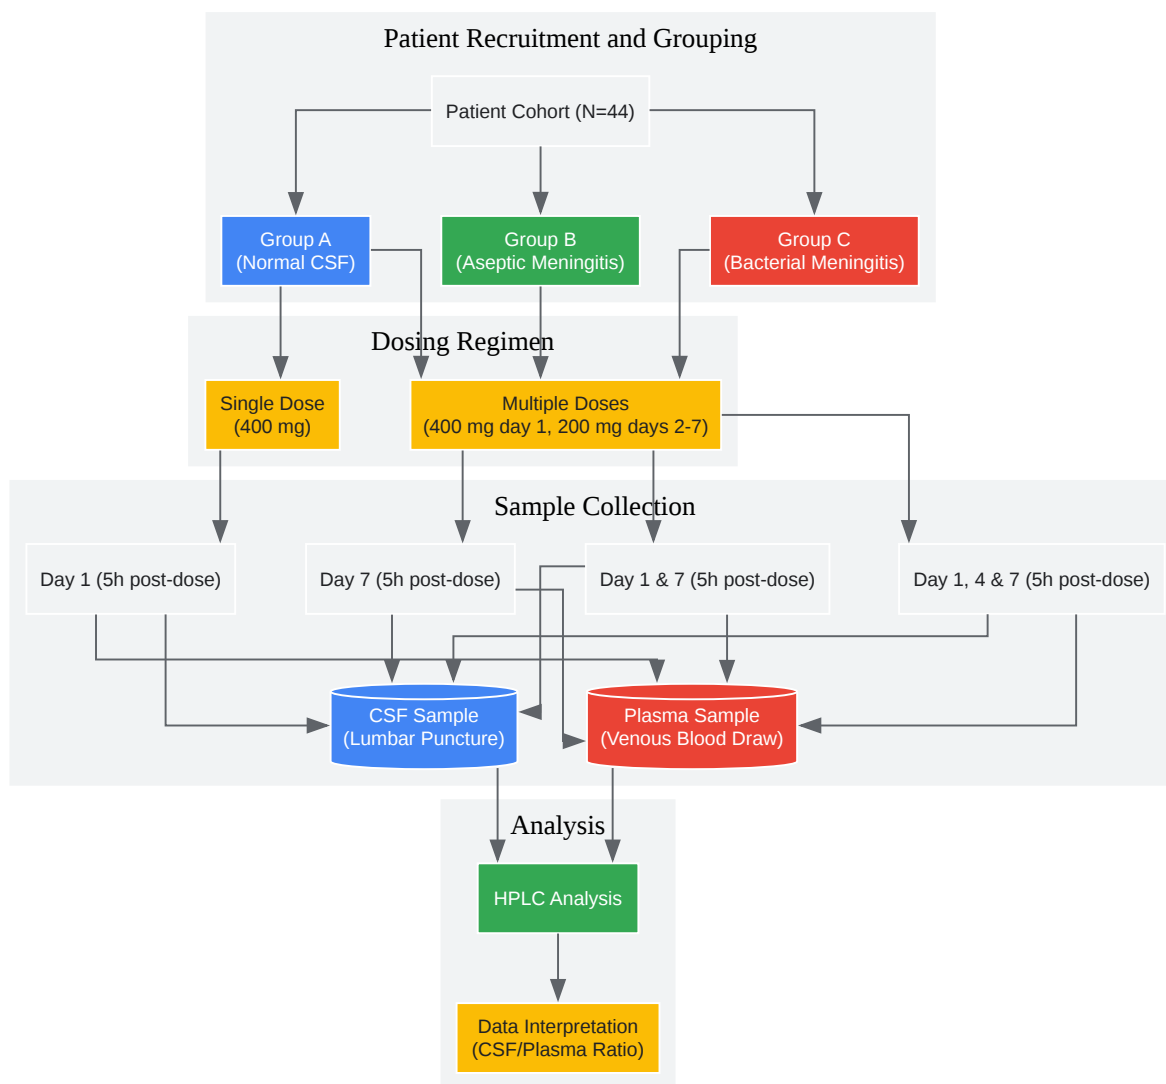 Patient Recruitment and Grouping
Patient Cohort (N=44)
Group A
(Normal CSF)
Group B
(Aseptic Meningitis)
Group C
(Bacterial Meningitis)
Dosing Regimen
Single Dose
(400 mg)
Multiple Doses
(400 mg day 1, 200 mg days 2-7)
Sample Collection
Day 1 (5h post-dose)
Day 7 (5h post-dose)
Day 1 & 7 (5h post-dose)
Day 1, 4 & 7 (5h post-dose)
CSF Sample
(Lumbar Puncture)
Plasma Sample
(Venous Blood Draw)
Analysis
HPLC Analysis
Data Interpretation
(CSF/Plasma Ratio)